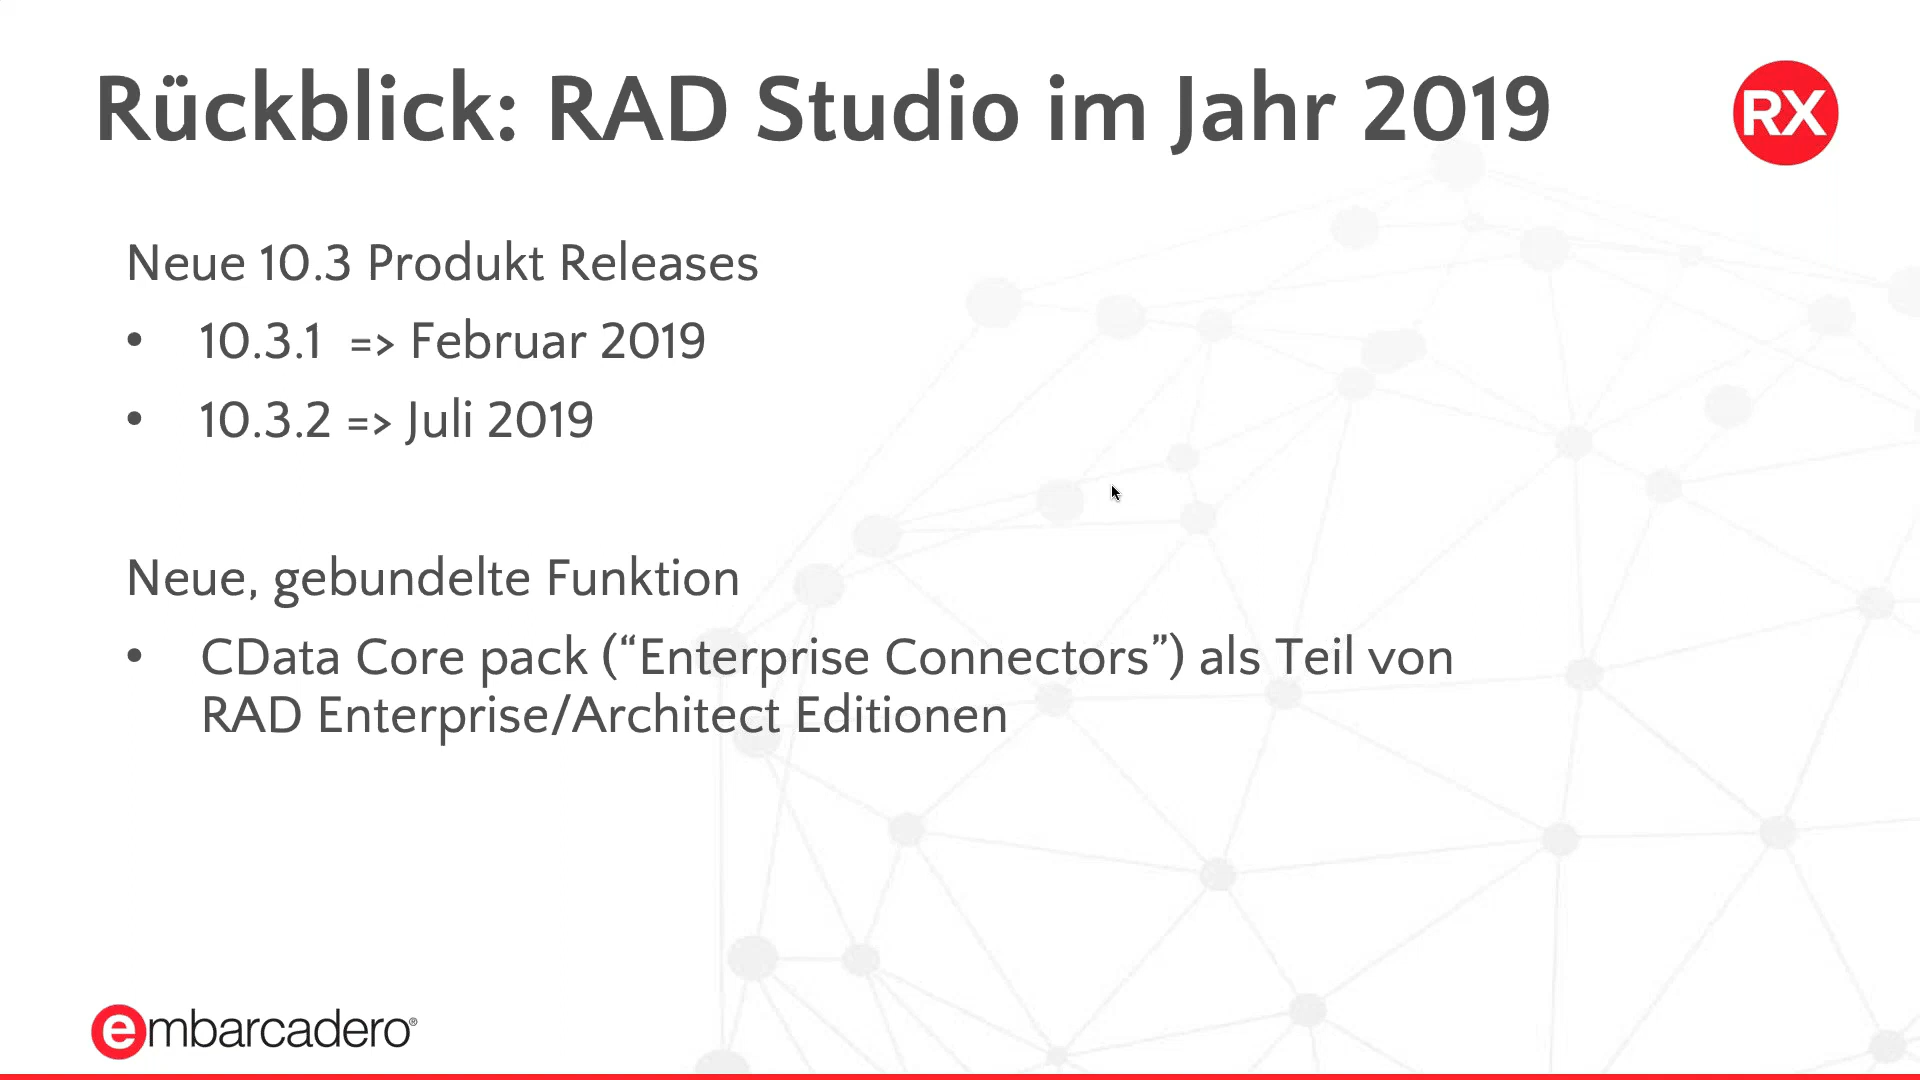 Rückblick: RAD Studio im Jahr 2019
RX
Neue 10.3 Produkt Releases
• 10.3.1 => Februar 2019
• 10.3.2 => Juli 2019
Neue, gebundelte Funktion
• CData Core pack (“Enterprise Connectors”) als Teil von
RAD Enterprise/Architect Editionen
embarcadero®